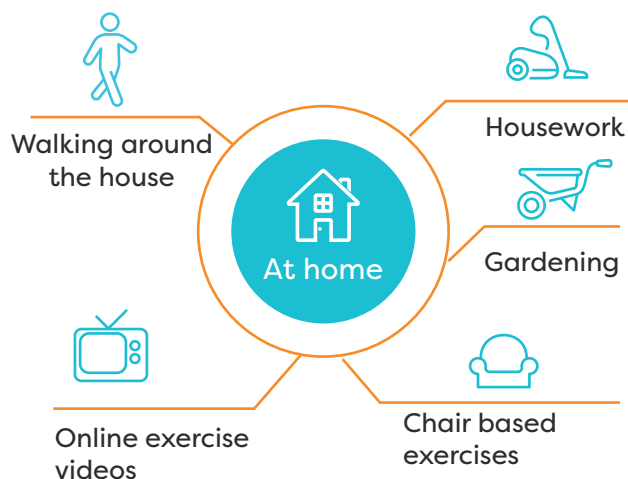 Walking around
the house
Housework
At home
Gardening
Online exercise
videos
Chair based
exercises